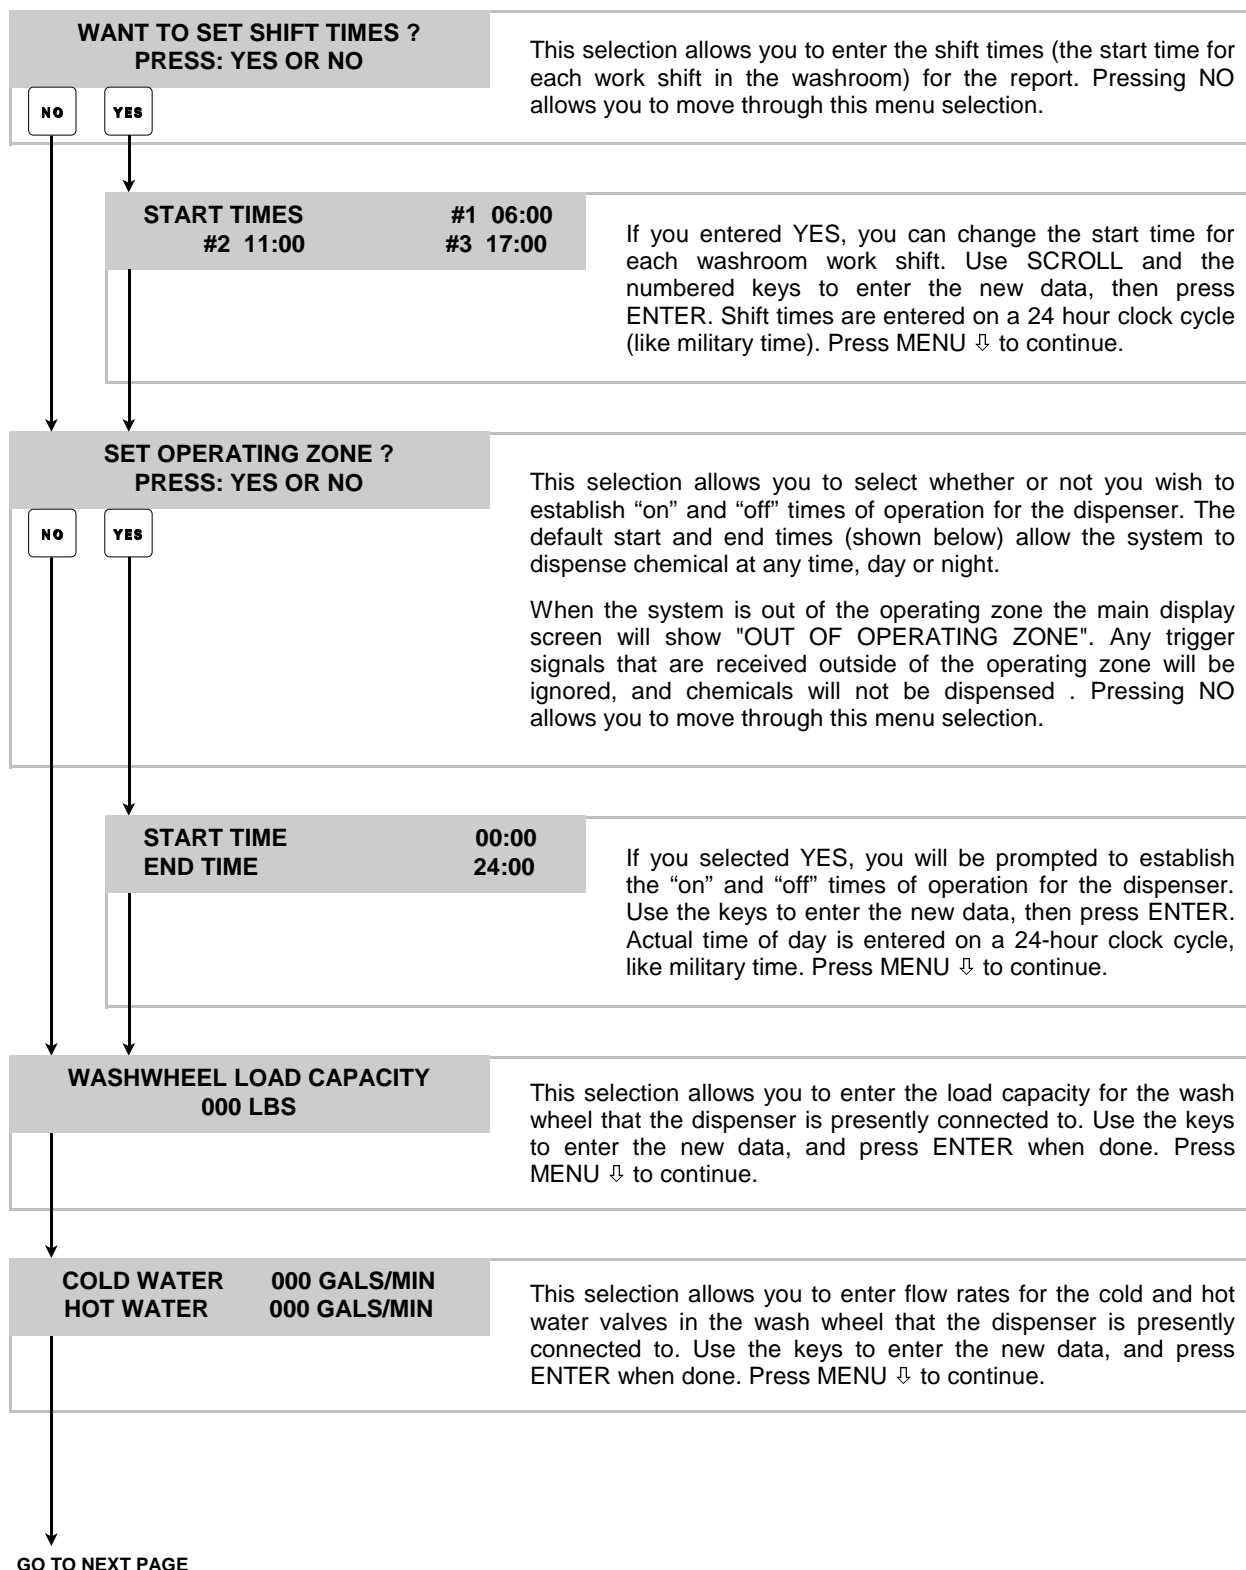 WANT TO SET SHIFT TIMES ?
PRESS: YES OR NO
NO YES
This selection allows you to enter the shift times (the start time for
each work shift in the washroom) for the report. Pressing NO
allows you to move through this menu selection.
START TIMES #1 06:00
#2 11:00 #3 17:00
If you entered YES, you can change the start time for
each washroom work shift. Use SCROLL and the
numbered keys to enter the new data, then press
ENTER. Shift times are entered on a 24 hour clock cycle
(like military time). Press MENU ⇩ to continue.
SET OPERATING ZONE ?
PRESS: YES OR NO
NO YES
This selection allows you to select whether or not you wish to
establish “on” and “off” times of operation for the dispenser. The
default start and end times (shown below) allow the system to
dispense chemical at any time, day or night.
When the system is out of the operating zone the main display
screen will show "OUT OF OPERATING ZONE". Any trigger
signals that are received outside of the operating zone will be
ignored, and chemicals will not be dispensed . Pressing NO
allows you to move through this menu selection.
START TIME 00:00
END TIME 24:00
If you selected YES, you will be prompted to establish
the “on” and “off” times of operation for the dispenser.
Use the keys to enter the new data, then press ENTER.
Actual time of day is entered on a 24-hour clock cycle,
like military time. Press MENU ⇩ to continue.
WASHWHEEL LOAD CAPACITY
000 LBS
This selection allows you to enter the load capacity for the wash
wheel that the dispenser is presently connected to. Use the keys
to enter the new data, and press ENTER when done. Press
MENU ⇩ to continue.
COLD WATER 000 GALS/MIN
HOT WATER 000 GALS/MIN
This selection allows you to enter flow rates for the cold and hot
water valves in the wash wheel that the dispenser is presently
connected to. Use the keys to enter the new data, and press
ENTER when done. Press MENU ⇩ to continue.
GO TO NEXT PAGE